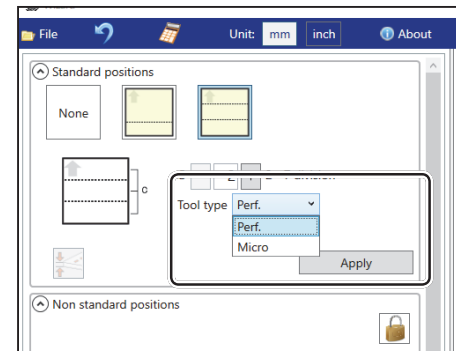 File Unit: mm inch About
Standard positions
None
c
Tool type Perf.
Perf.
Micro
Apply
Non standard positions